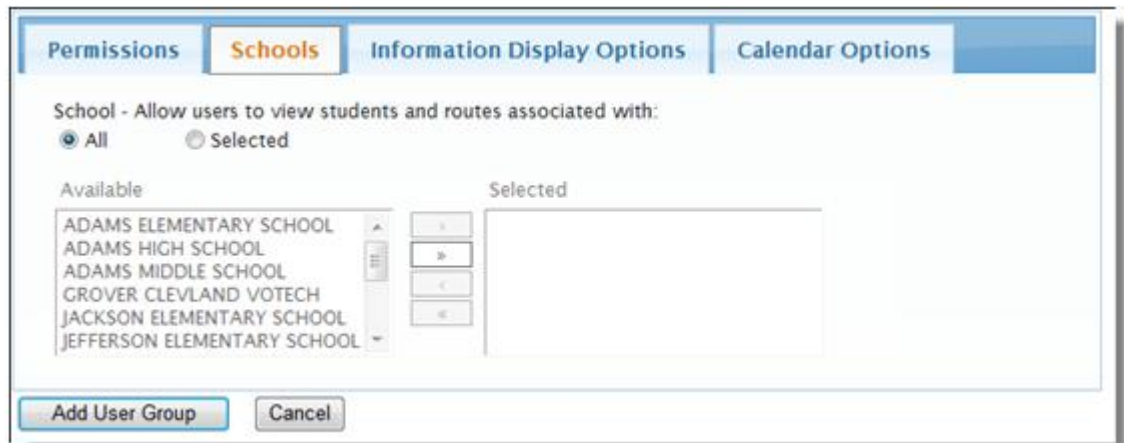 Permissions Schools Information Display Options Calendar Options
School - Allow users to view students and routes associated with:
All Selected
Available Selected
ADAMS ELEMENTARY SCHOOL
ADAMS HIGH SCHOOL
ADAMS MIDDLE SCHOOL
GROVER CLEVLAND VOTECH
JACKSON ELEMENTARY SCHOOL
JEFFERSON ELEMENTARY SCHOOL
›
»
‹
«
Add User Group Cancel